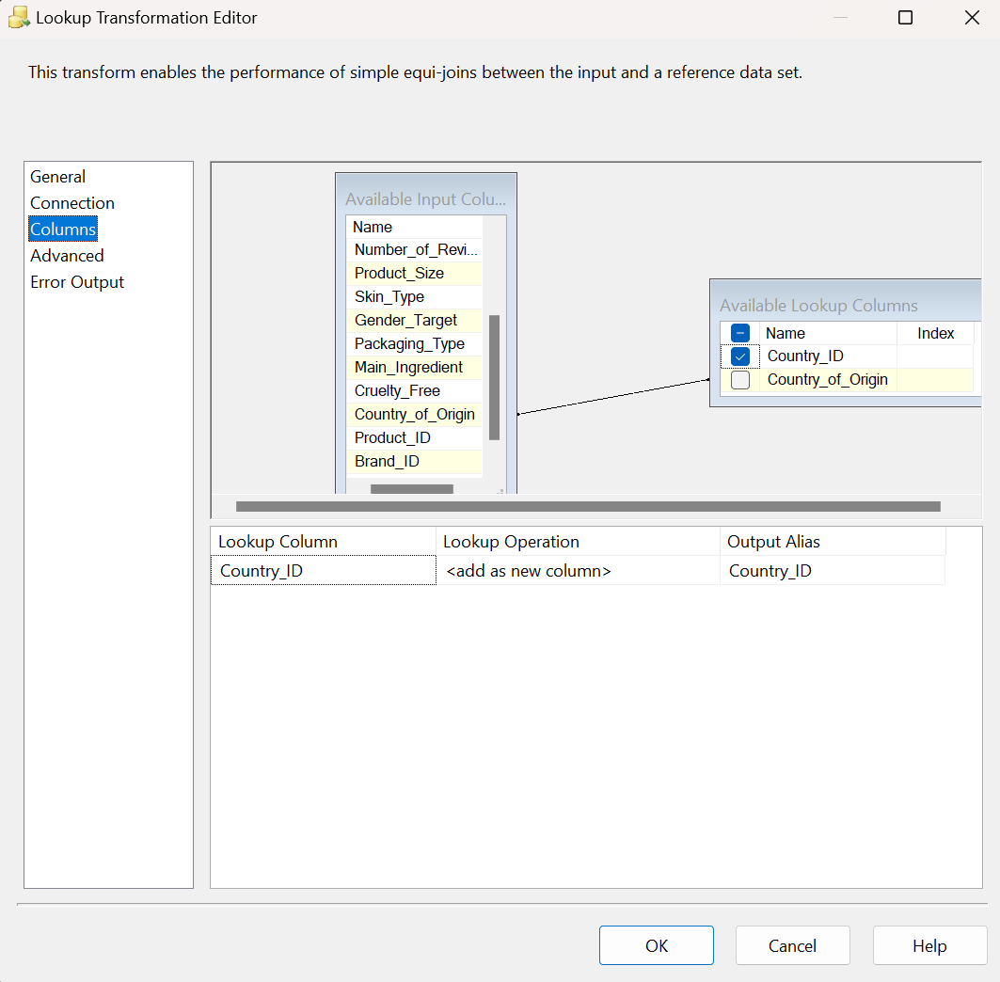 Lookup Transformation Editor
This transform enables the performance of simple equi-joins between the input and a reference data set.
General
Connection
Columns
Advanced
Error Output
Available Input Colu...
Name
Number_of_Revi...
Product_Size
Skin_Type
Gender_Target
Packaging_Type
Main_Ingredient
Cruelty_Free
Country_of_Origin
Product_ID
Brand_ID
Available Lookup Columns
Name Index
Country_ID
Country_of_Origin
Lookup Column Lookup Operation Output Alias
Country_ID <add as new column> Country_ID
OK Cancel Help